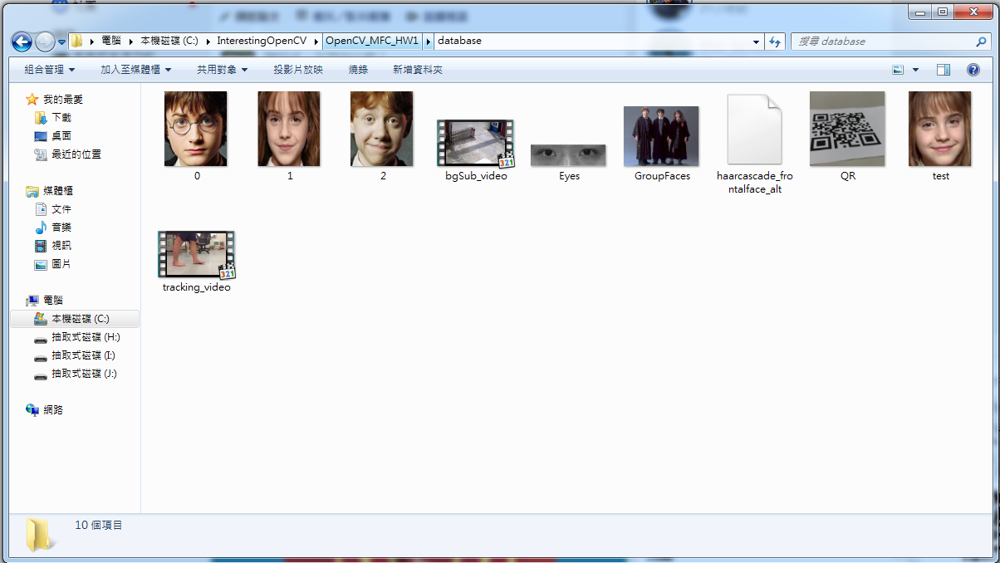 電腦 本機磁碟 (C:) InterestingOpenCV OpenCV_MFC_HW1 database
搜尋 database
組合管理 加入至媒體櫃 共用對象 投影片放映 燒錄 新增資料夾
我的最愛
下載
桌面
最近的位置
媒體櫃
文件
音樂
視訊
圖片
電腦
本機磁碟 (C:)
抽取式磁碟 (H:)
抽取式磁碟 (I:)
抽取式磁碟 (J:)
網路
0
1
2
bgSub_video
321
Eyes
GroupFaces
haarcascade_fro
ntalface_alt
QR
test
321
tracking_video
10 個項目